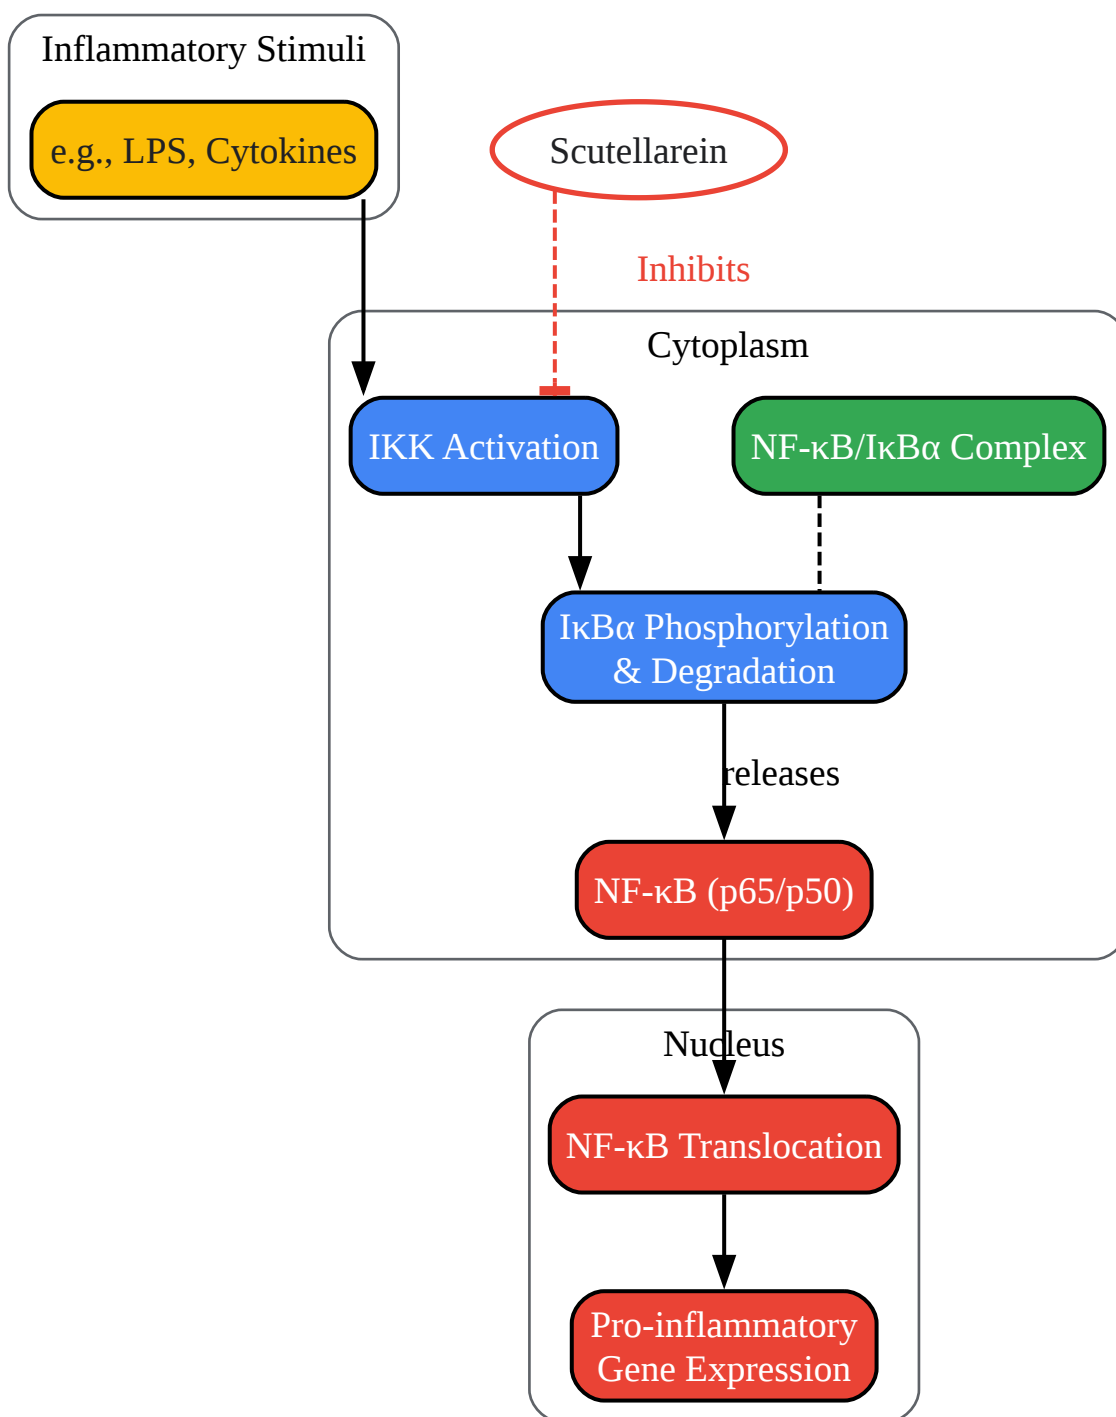 Inflammatory Stimuli
e.g., LPS, Cytokines
Scutellarein
Inhibits
Cytoplasm
IKK Activation
NF-κB/IκBα Complex
IκBα Phosphorylation
& Degradation
releases
NF-κB (p65/p50)
Nucleus
NF-κB Translocation
Pro-inflammatory
Gene Expression